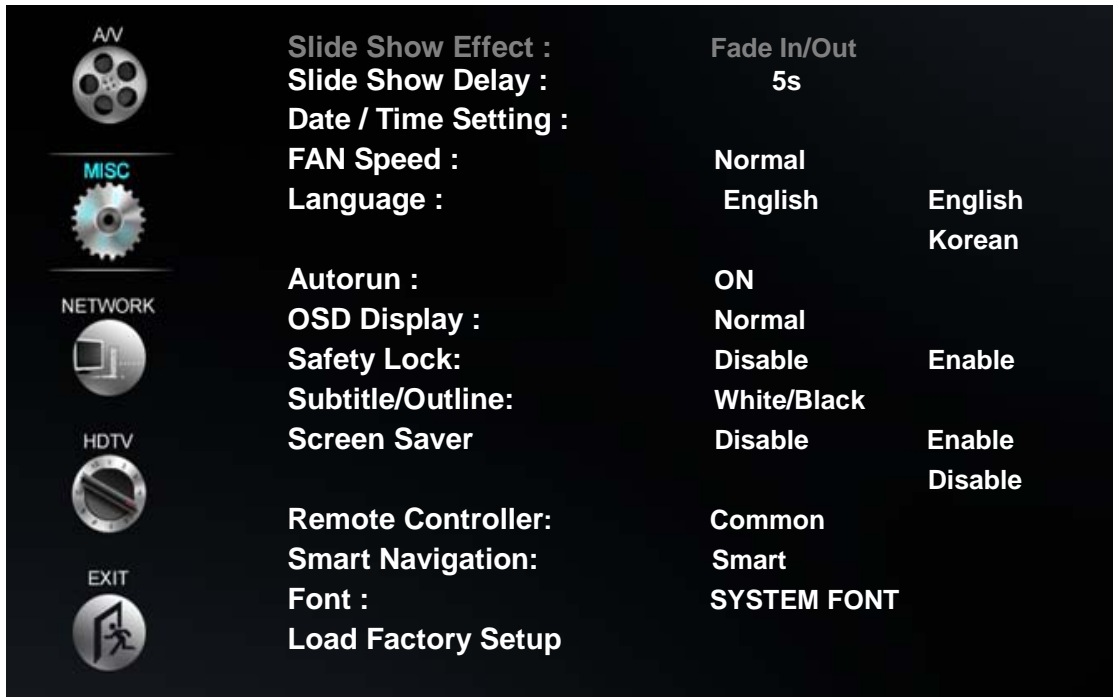 A/V
MISC
NETWORK
HDTV
EXIT
Slide Show Effect : Fade In/Out
Slide Show Delay : 5s
Date / Time Setting :
FAN Speed : Normal
Language : English English
Korean
Autorun : ON
OSD Display : Normal
Safety Lock: Disable Enable
Subtitle/Outline: White/Black
Screen Saver Disable Enable
Disable
Remote Controller: Common
Smart Navigation: Smart
Font : SYSTEM FONT
Load Factory Setup